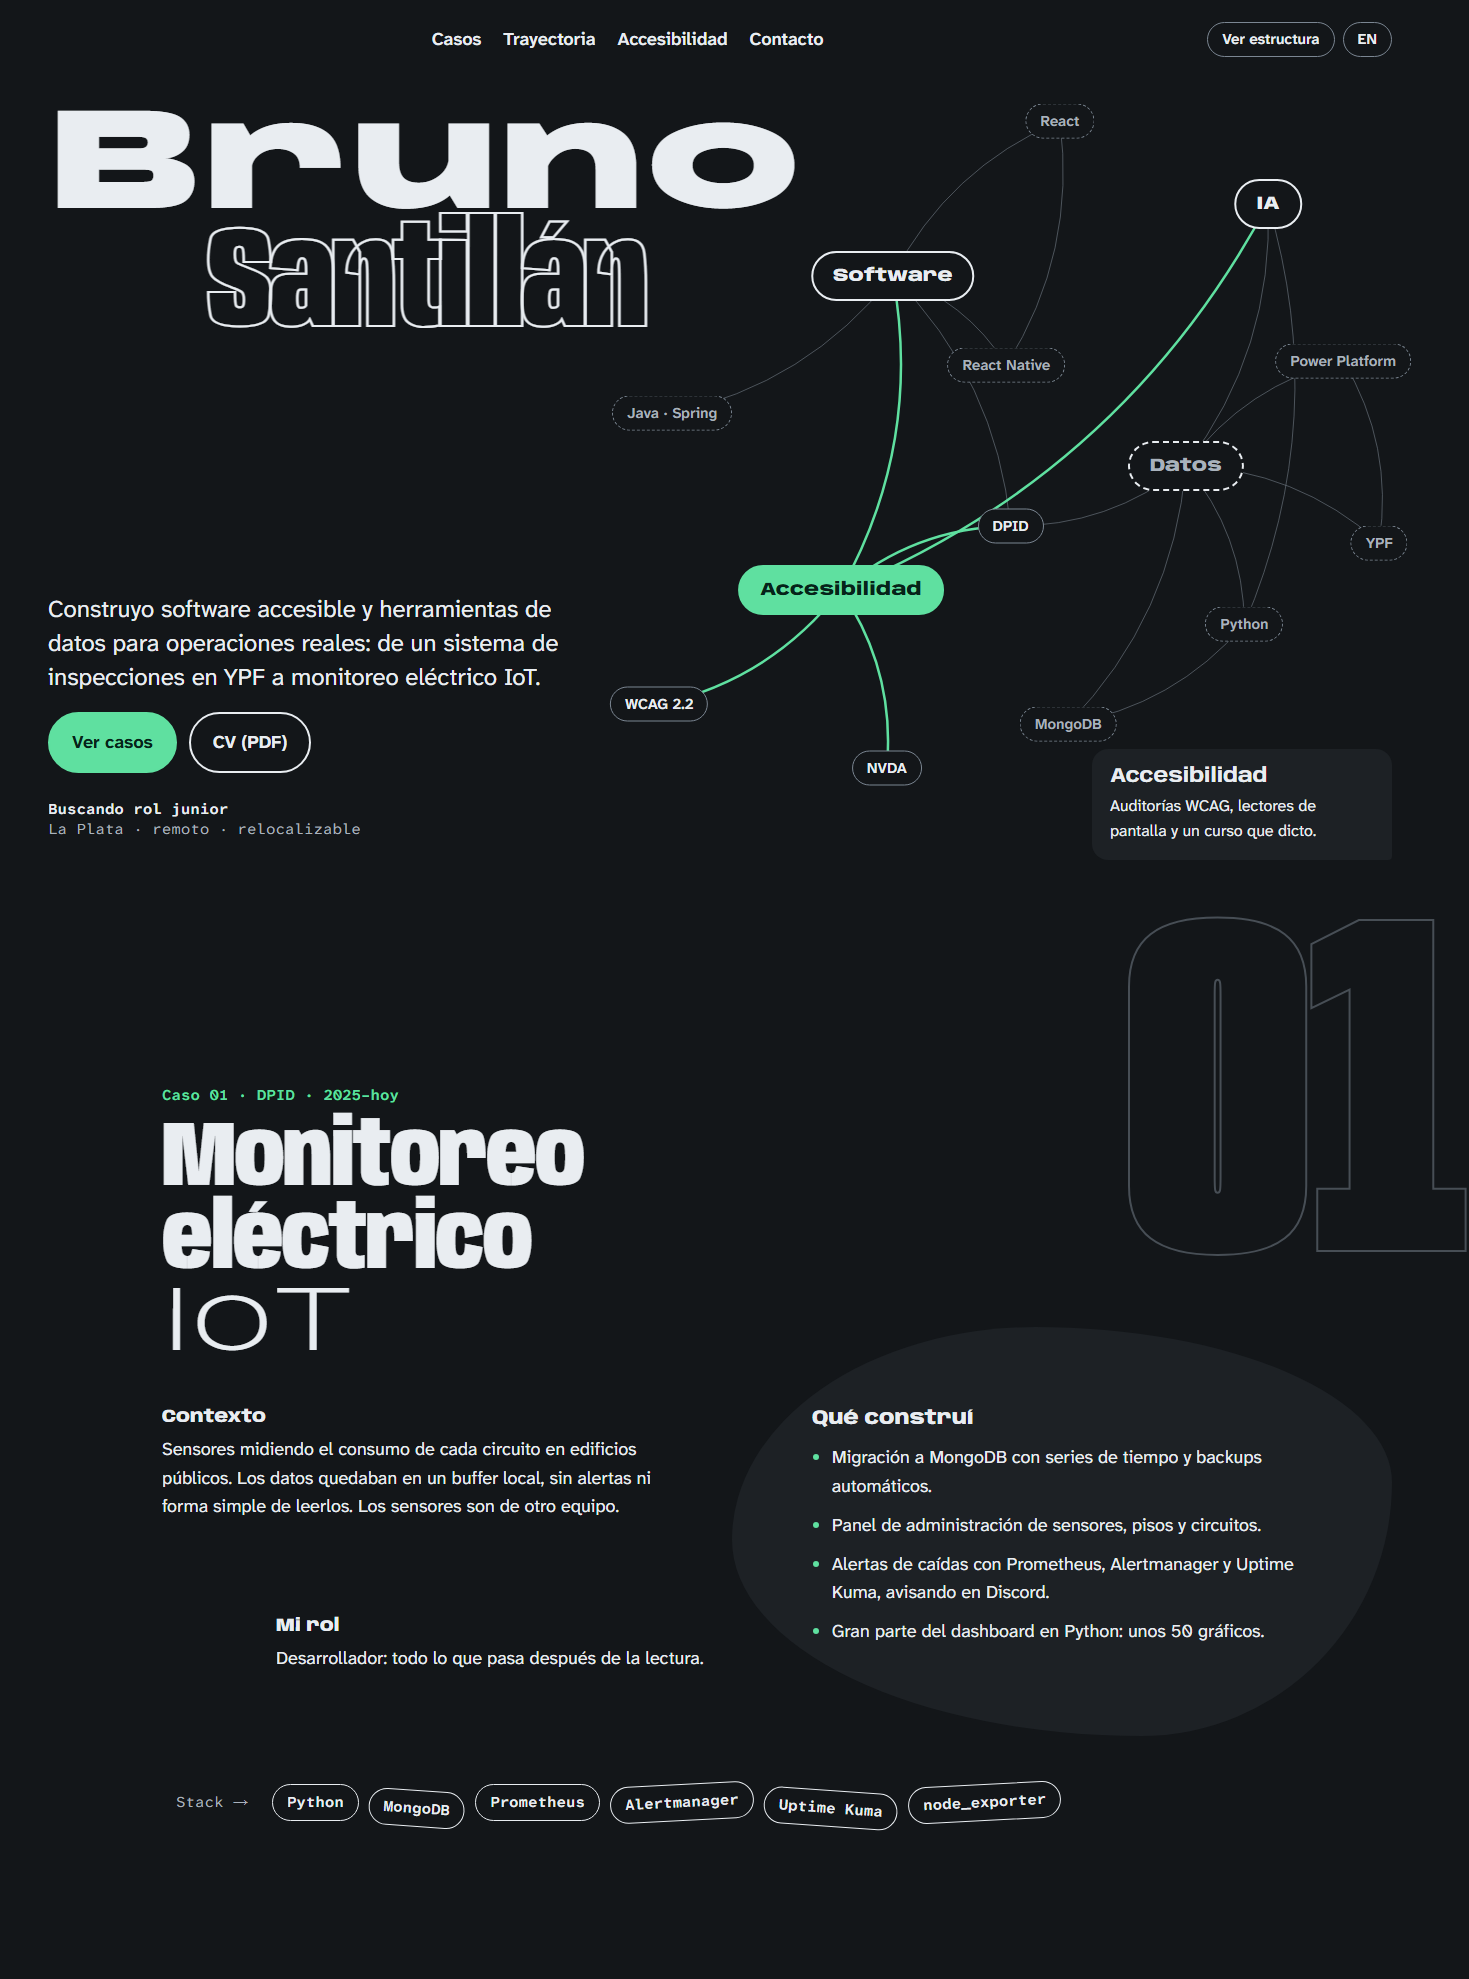 Casos Trayectoria Accesibilidad Contacto
Ver estructura EN
Bruno
Santillán
React
IA
Software
React Native
Power Platform
Java · Spring
Datos
DPID
YPF
Accesibilidad
Python
WCAG 2.2
MongoDB
NVDA
Construyo software accesible y herramientas de
datos para operaciones reales: de un sistema de
inspecciones en YPF a monitoreo eléctrico IoT.
Ver casos CV (PDF)
Buscando rol junior
La Plata · remoto · relocalizable
Accesibilidad
Auditorías WCAG, lectores de
pantalla y un curso que dicto.
01
Caso 01 · DPID · 2025–hoy
Monitoreo
eléctrico
IoT
Contexto
Sensores midiendo el consumo de cada circuito en edificios
públicos. Los datos quedaban en un buffer local, sin alertas ni
forma simple de leerlos. Los sensores son de otro equipo.
Mi rol
Desarrollador: todo lo que pasa después de la lectura.
Qué construí
Migración a MongoDB con series de tiempo y backups
automáticos.
Panel de administración de sensores, pisos y circuitos.
Alertas de caídas con Prometheus, Alertmanager y Uptime
Kuma, avisando en Discord.
Gran parte del dashboard en Python: unos 50 gráficos.
Stack → Python MongoDB Prometheus Alertmanager Uptime Kuma node_exporter